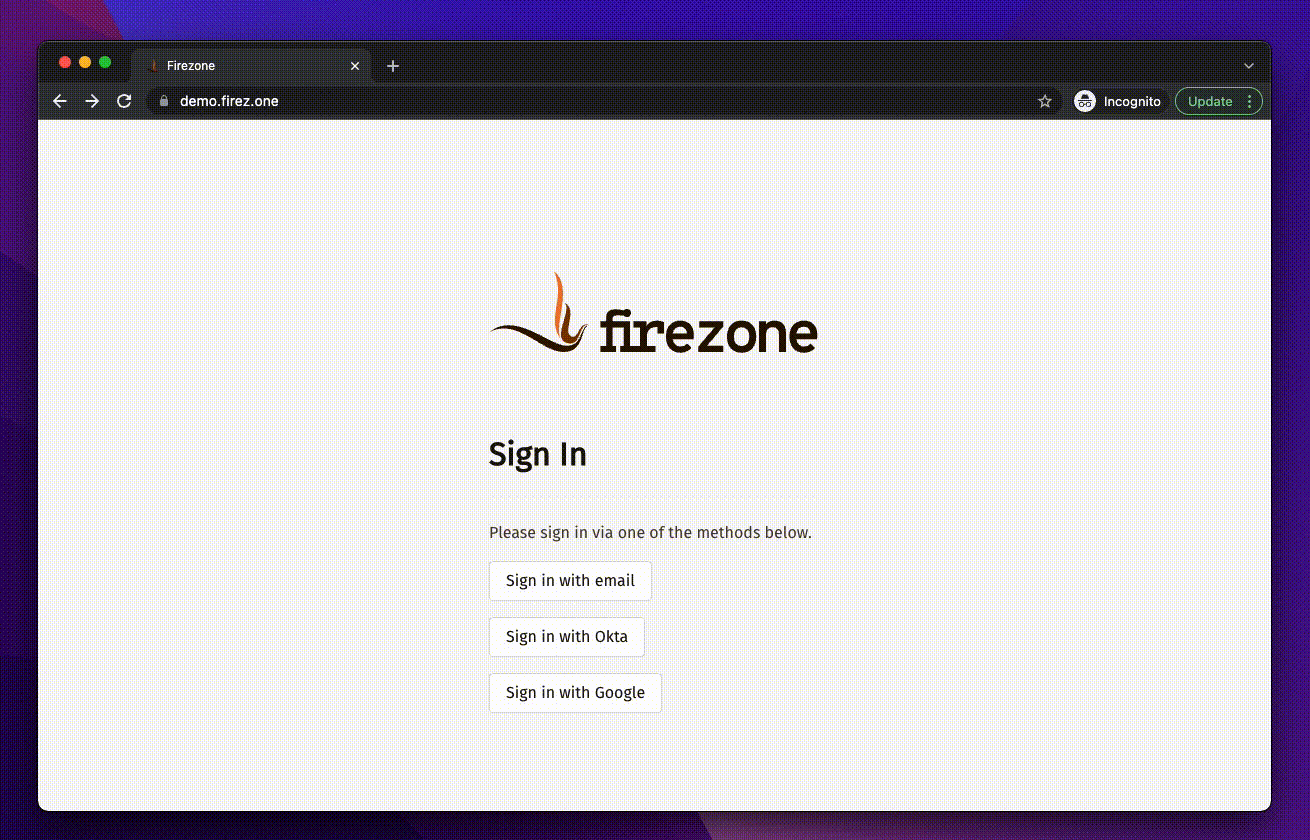 Firezone
demo.firez.one
Incognito
Update
firezone
Sign In
Please sign in via one of the methods below.
Sign in with email
Sign in with Okta
Sign in with Google